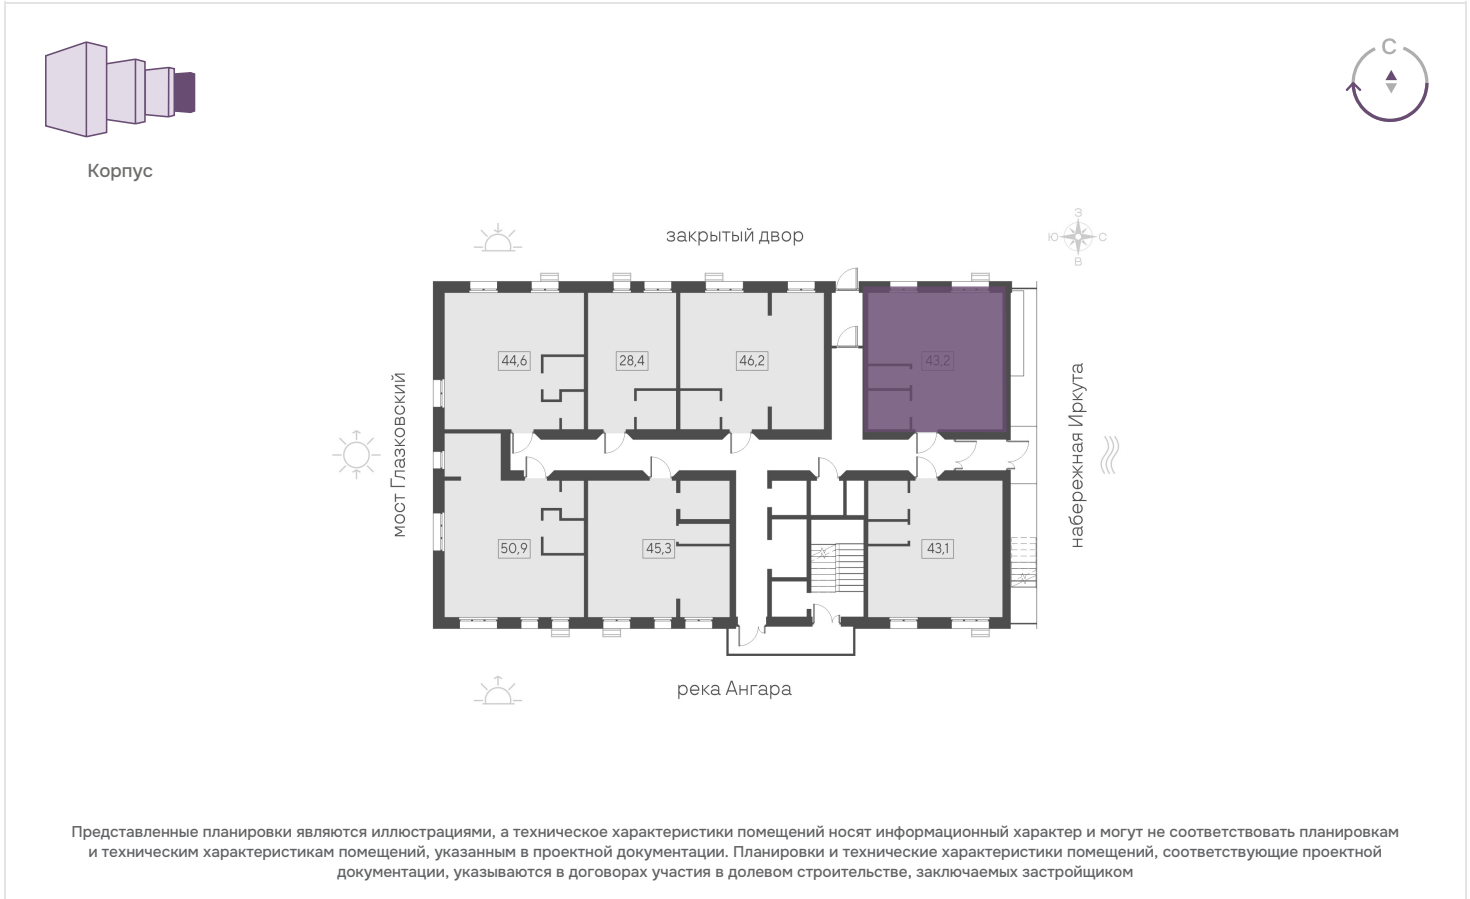 С
Корпус
закрытый двор
З
Ю
С
В
44,6
28,4
46,2
43,2
мост Глазковский
набережная Иркута
50,9
45,3
43,1
река Ангара
Представленные планировки являются иллюстрациями, а техническое характеристики помещений носят информационный характер и могут не соответствовать планировкам
и техническим характеристикам помещений, указанным в проектной документации. Планировки и технические характеристики помещений, соответствующие проектной
документации, указываются в договорах участия в долевом строительстве, заключаемых застройщиком